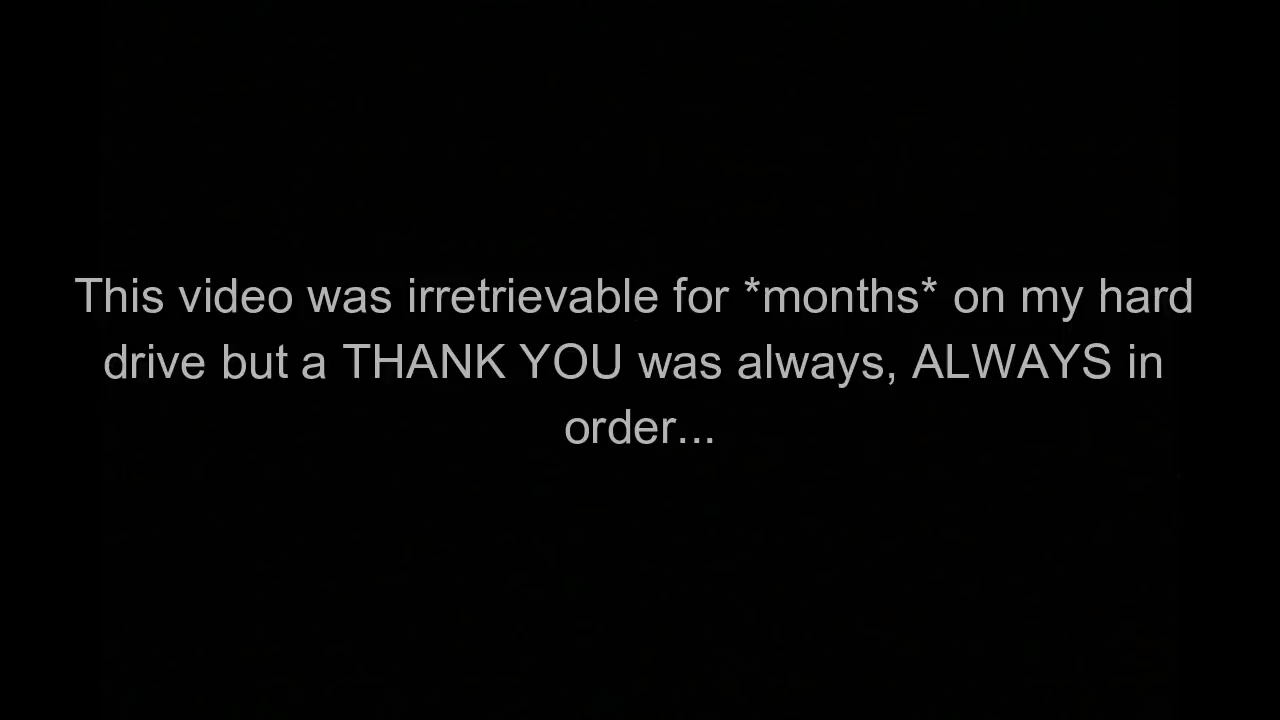 This video was irretrievable for *months* on my hard
drive but a THANK YOU was always, ALWAYS in
order...